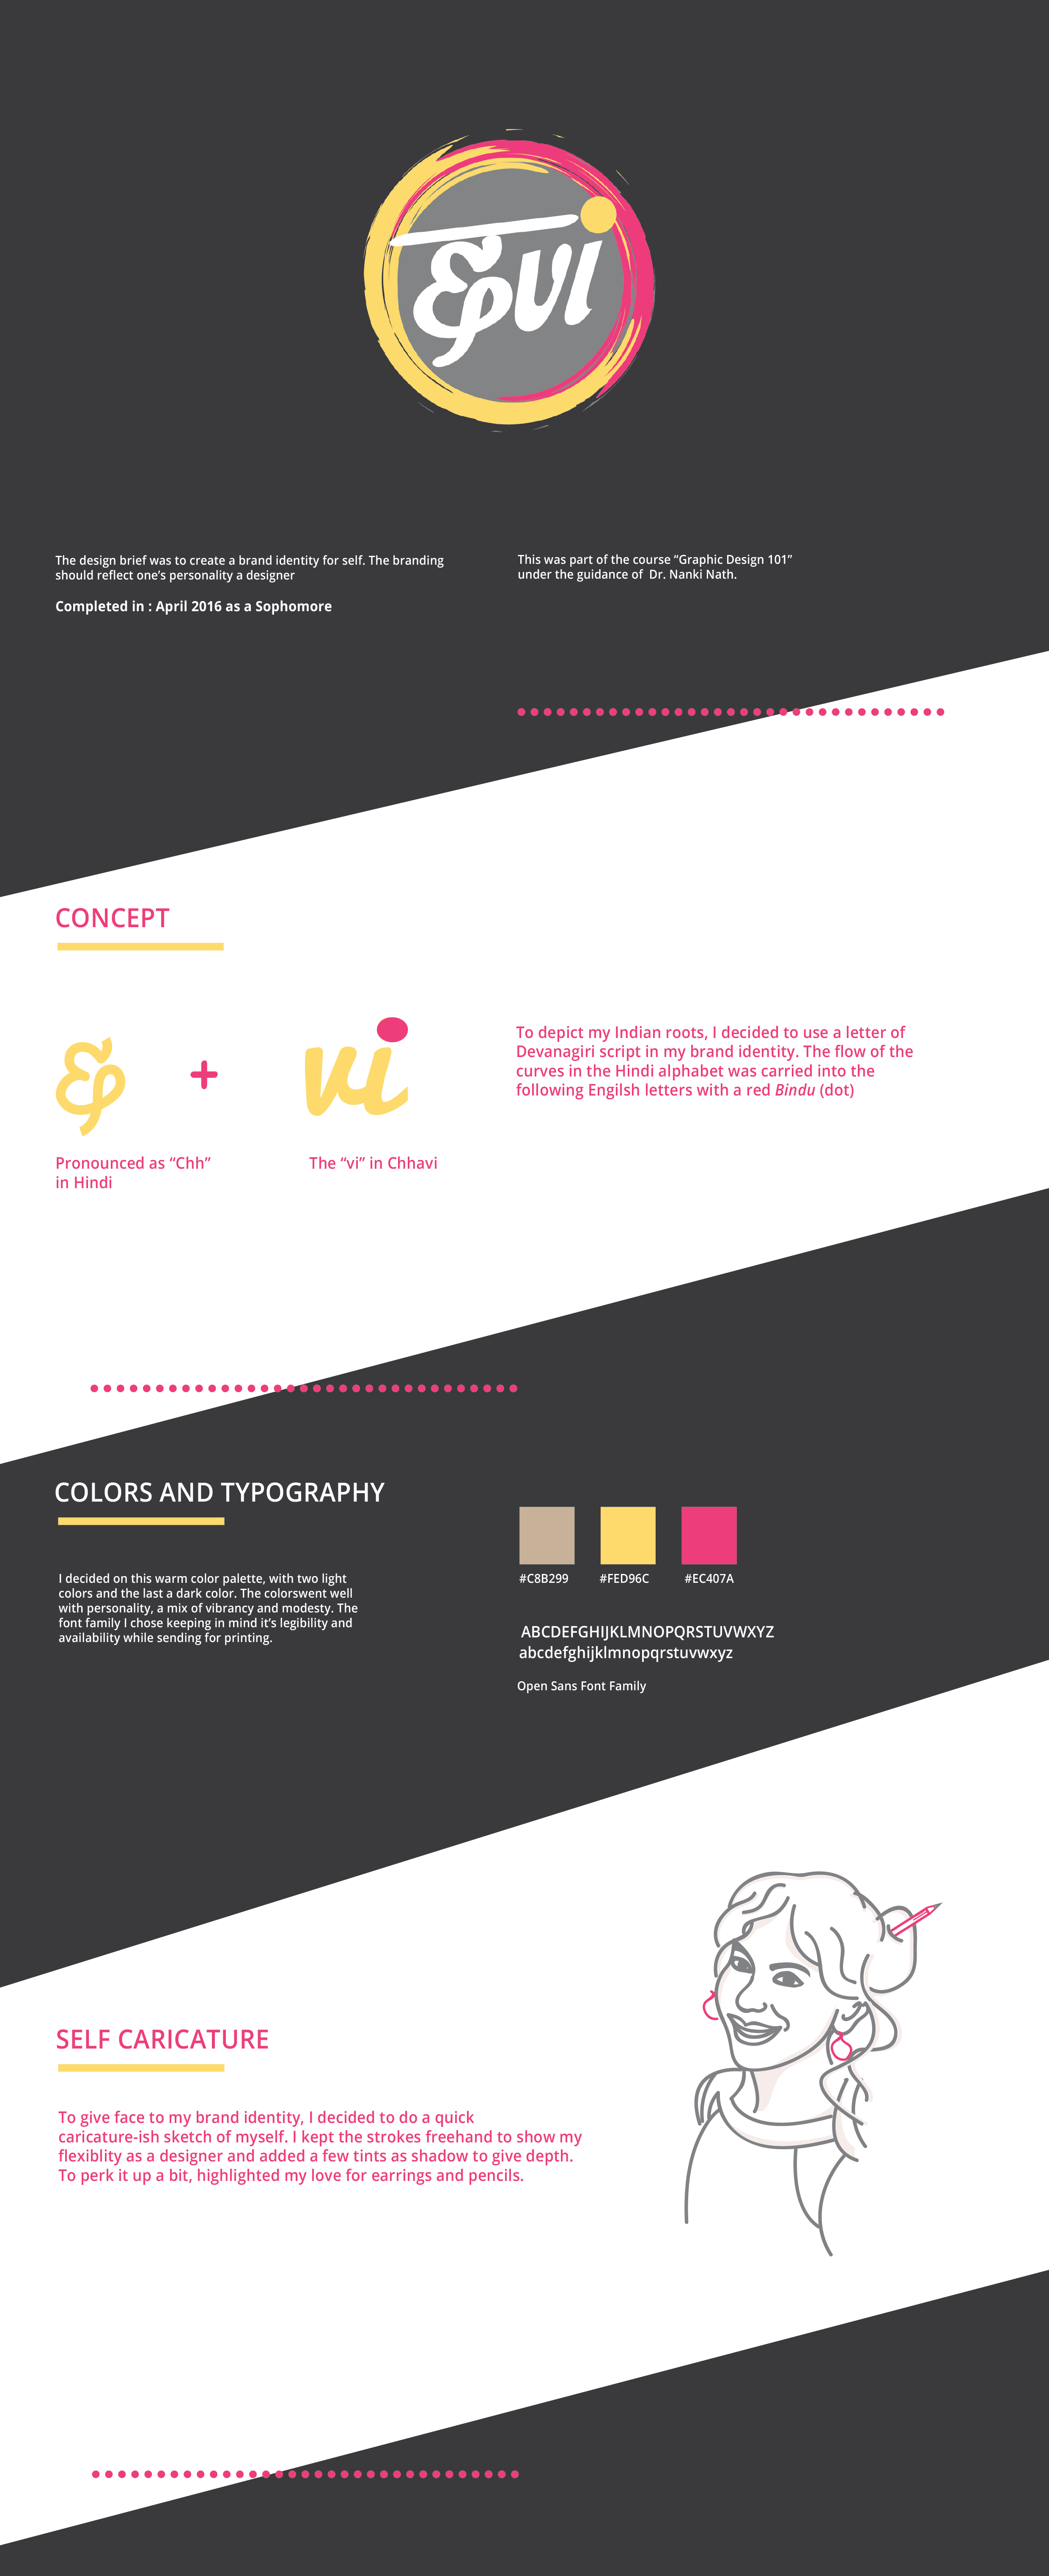 छvi
The design brief was to create a brand identity for self. The branding
should reflect one’s personality a designer
Completed in : April 2016 as a Sophomore
This was part of the course “Graphic Design 101”
under the guidance of  Dr. Nanki Nath.
CONCEPT
छ + vi
Pronounced as “Chh”
in Hindi
The “vi” in Chhavi
To depict my Indian roots, I decided to use a letter of
Devanagiri script in my brand identity. The flow of the
curves in the Hindi alphabet was carried into the
following Engilsh letters with a red Bindu (dot)
COLORS AND TYPOGRAPHY
I decided on this warm color palette, with two light
colors and the last a dark color. The colorswent well
with personality, a mix of vibrancy and modesty. The
font family I chose keeping in mind it’s legibility and
availability while sending for printing.
#C8B299 #FED96C #EC407A
ABCDEFGHIJKLMNOPQRSTUVWXYZ
abcdefghijklmnopqrstuvwxyz
Open Sans Font Family
SELF CARICATURE
To give face to my brand identity, I decided to do a quick
caricature-ish sketch of myself. I kept the strokes freehand to show my
flexiblity as a designer and added a few tints as shadow to give depth.
To perk it up a bit, highlighted my love for earrings and pencils.